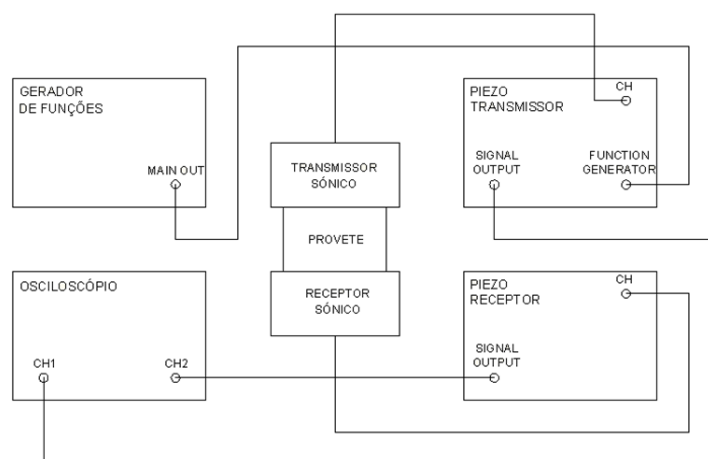 GERADOR
DE FUNÇÕES
MAIN OUT
TRANSMISSOR
SÓNICO
PROVETE
RECEPTOR
SÓNICO
PIEZO
TRANSMISSOR
CH
SIGNAL
OUTPUT
FUNCTION
GENERATOR
OSCILOSCÓPIO
CH1
CH2
PIEZO
RECEPTOR
CH
SIGNAL
OUTPUT